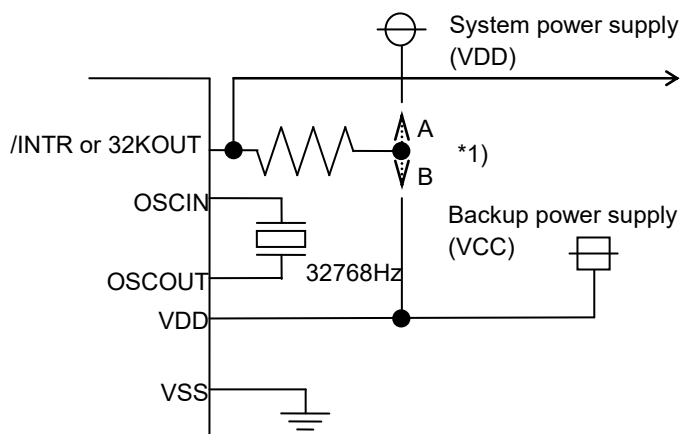 System power supply
(VDD)
A
/INTR or 32KOUT
*1)
B
OSCIN
Backup power supply
(VCC)
OSCOUT
32768Hz
VDD
VSS